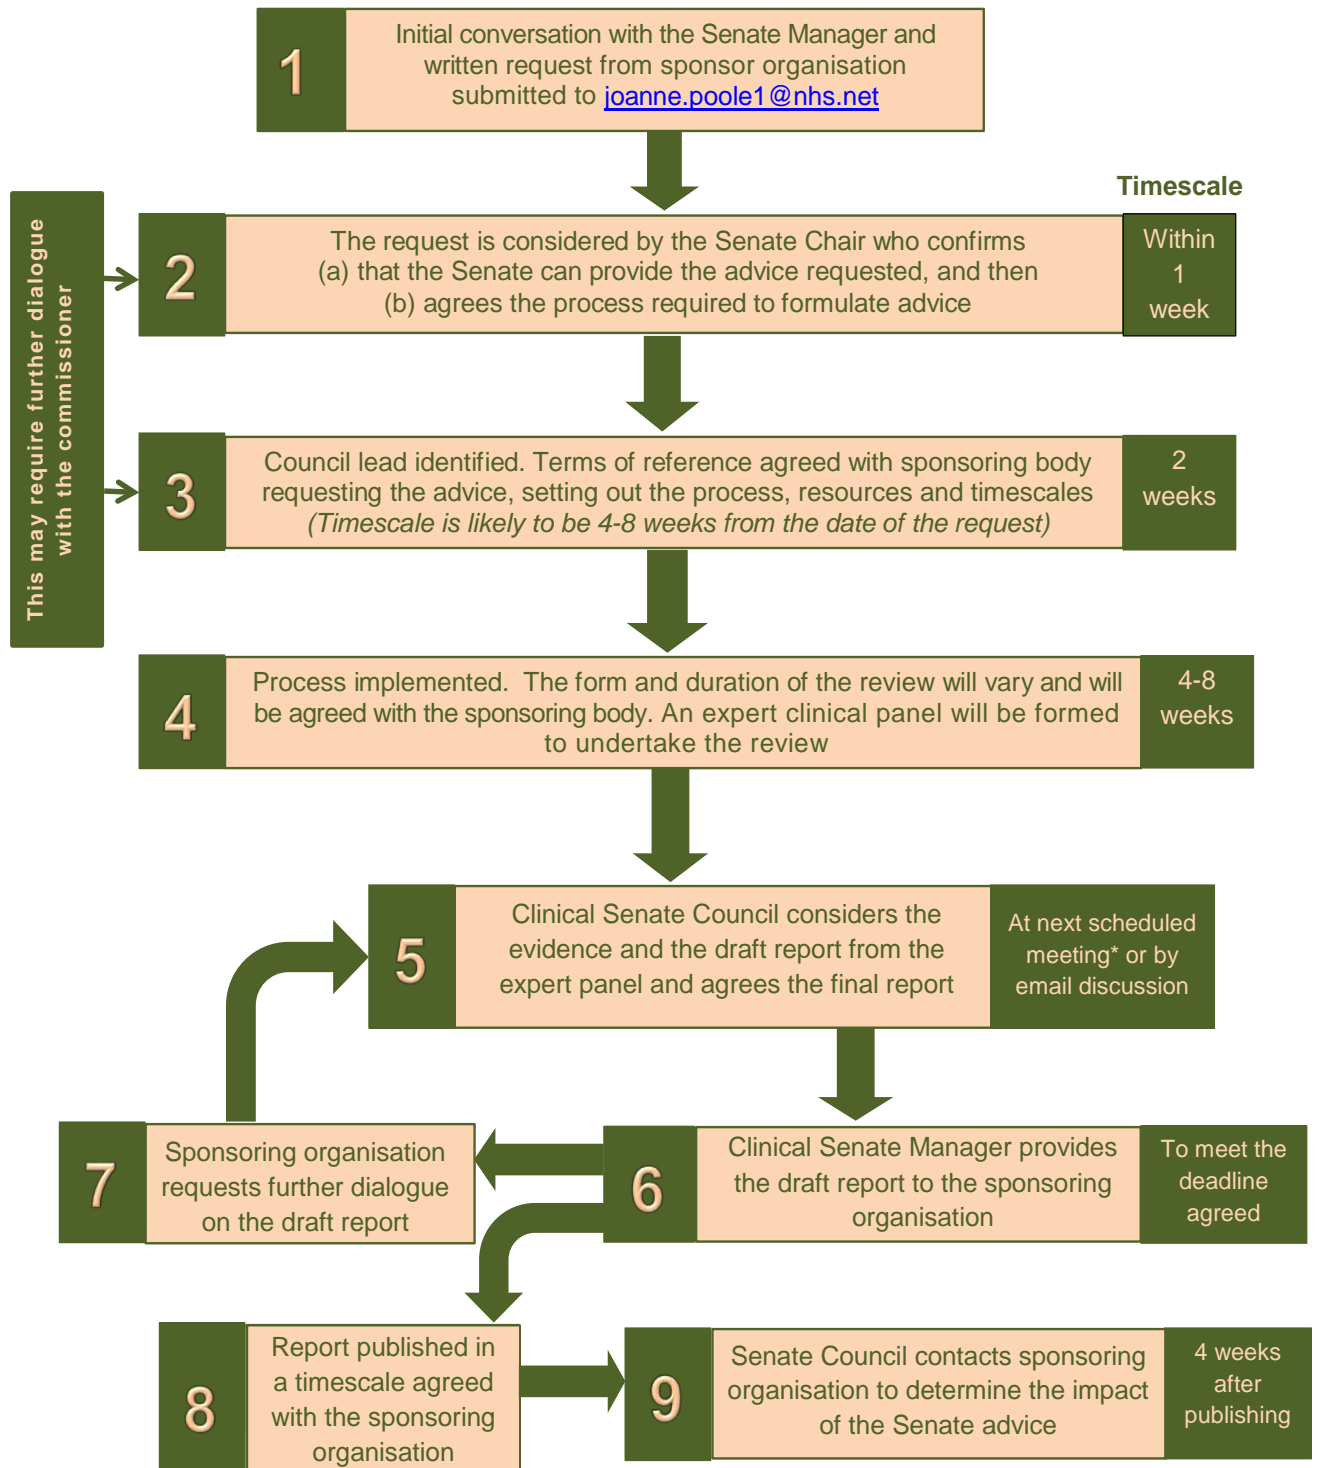 1
Initial conversation with the Senate Manager and
written request from sponsor organisation
submitted to joanne.poole1@nhs.net
Timescale
This may require further dialogue
with the commissioner
2
The request is considered by the Senate Chair who confirms
(a) that the Senate can provide the advice requested, and then
(b) agrees the process required to formulate advice
Within
1
week
3
Council lead identified. Terms of reference agreed with sponsoring body
requesting the advice, setting out the process, resources and timescales
(Timescale is likely to be 4-8 weeks from the date of the request)
2
weeks
4
Process implemented. The form and duration of the review will vary and will
be agreed with the sponsoring body. An expert clinical panel will be formed
to undertake the review
4-8
weeks
5
Clinical Senate Council considers the
evidence and the draft report from the
expert panel and agrees the final report
At next scheduled
meeting* or by
email discussion
7
Sponsoring organisation
requests further dialogue
on the draft report
6
Clinical Senate Manager provides
the draft report to the sponsoring
organisation
To meet the
deadline
agreed
8
Report published in
a timescale agreed
with the sponsoring
organisation
9
Senate Council contacts sponsoring
organisation to determine the impact
of the Senate advice
4 weeks
after
publishing